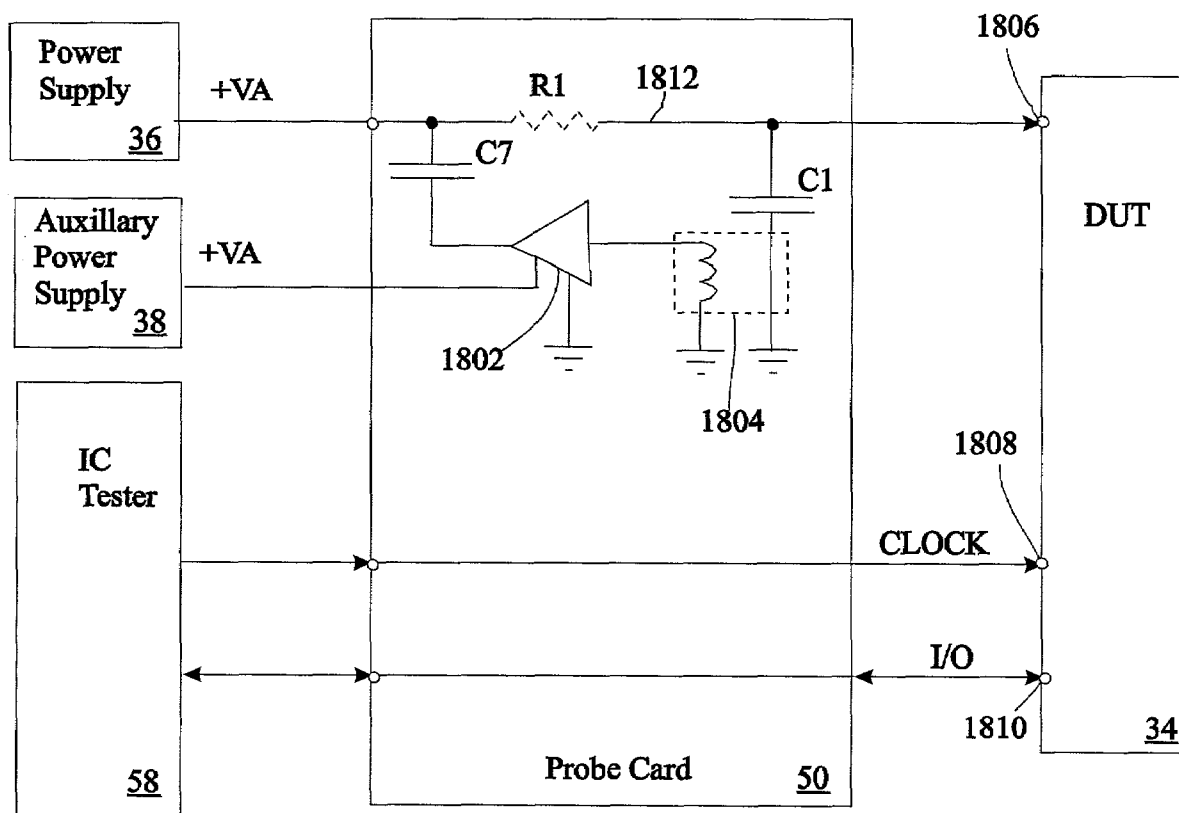 Power
Supply
36
+VA
R1
1812
1806
C7
C1
Auxillary
Power
Supply
38
+VA
DUT
1802
1804
IC
Tester
1808
CLOCK
I/O
1810
34
58
Probe Card
50